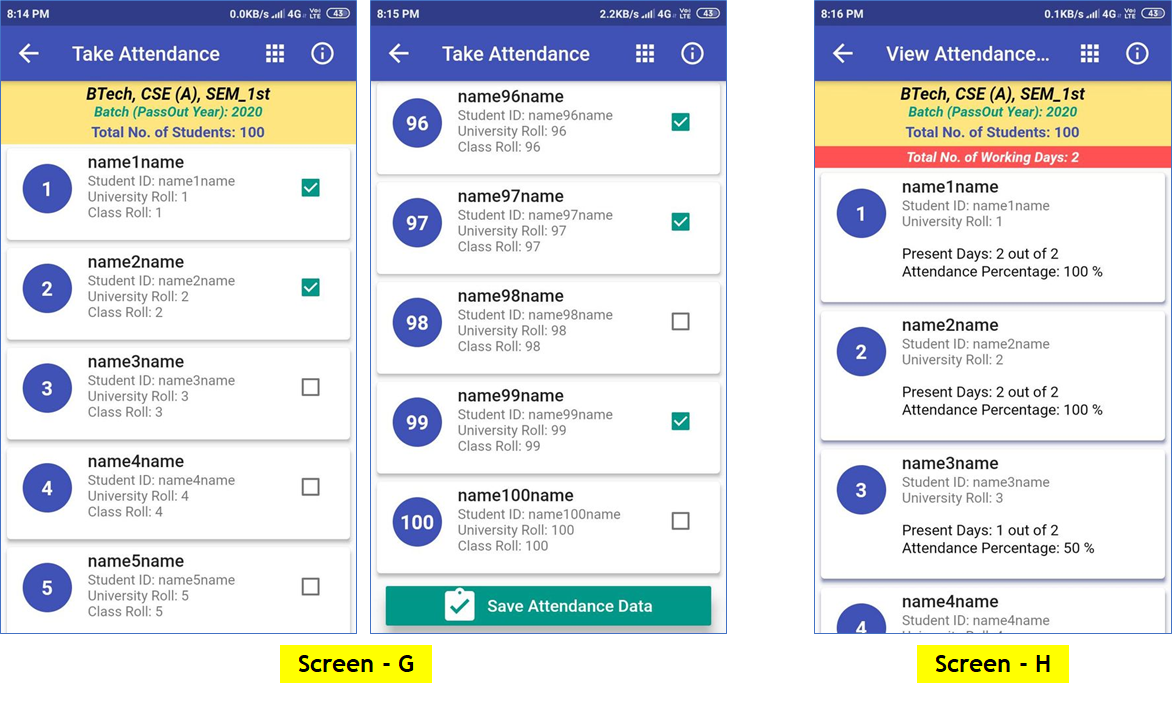 8:14 PM 0.0KB/s 4G Vo LTE 43
Take Attendance
BTech, CSE (A), SEM_1st
Batch (PassOut Year): 2020
Total No. of Students: 100
name1name
1
Student ID: name1name
University Roll: 1
Class Roll: 1
name2name
2
Student ID: name2name
University Roll: 2
Class Roll: 2
name3name
3
Student ID: name3name
University Roll: 3
Class Roll: 3
name4name
4
Student ID: name4name
University Roll: 4
Class Roll: 4
name5name
5
Student ID: name5name
University Roll: 5
Class Roll: 5
8:15 PM 2.2KB/s 4G Vo LTE 43
Take Attendance
name96name
96
Student ID: name96name
University Roll: 96
Class Roll: 96
name97name
97
Student ID: name97name
University Roll: 97
Class Roll: 97
name98name
98
Student ID: name98name
University Roll: 98
Class Roll: 98
name99name
99
Student ID: name99name
University Roll: 99
Class Roll: 99
name100name
100
Student ID: name100name
University Roll: 100
Class Roll: 100
Save Attendance Data
Screen - G
8:16 PM 0.1KB/s 4G Vo LTE 43
View Attendance...
BTech, CSE (A), SEM_1st
Batch (PassOut Year): 2020
Total No. of Students: 100
Total No. of Working Days: 2
name1name
1
Student ID: name1name
University Roll: 1
Present Days: 2 out of 2
Attendance Percentage: 100 %
name2name
2
Student ID: name2name
University Roll: 2
Present Days: 2 out of 2
Attendance Percentage: 100 %
name3name
3
Student ID: name3name
University Roll: 3
Present Days: 1 out of 2
Attendance Percentage: 50 %
name4name
4
Student ID: name4name
Screen - H